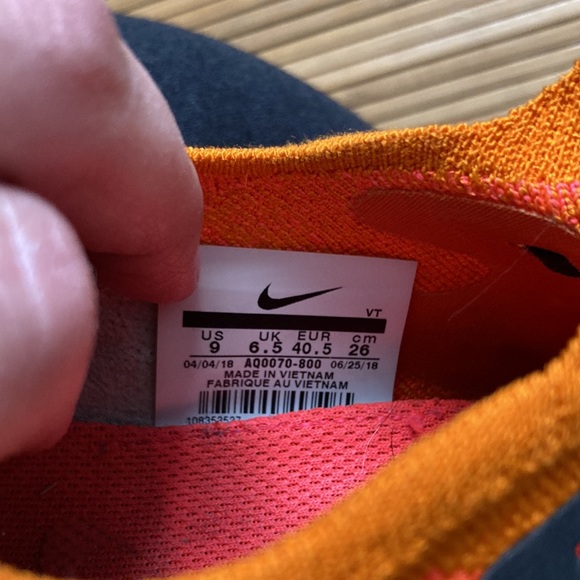 VT
US UK EUR cm
9 6.5 40.5 26
04/04/18 AQ0070-800 06/25/18
MADE IN VIETNAM
FABRIQUE AU VIETNAM